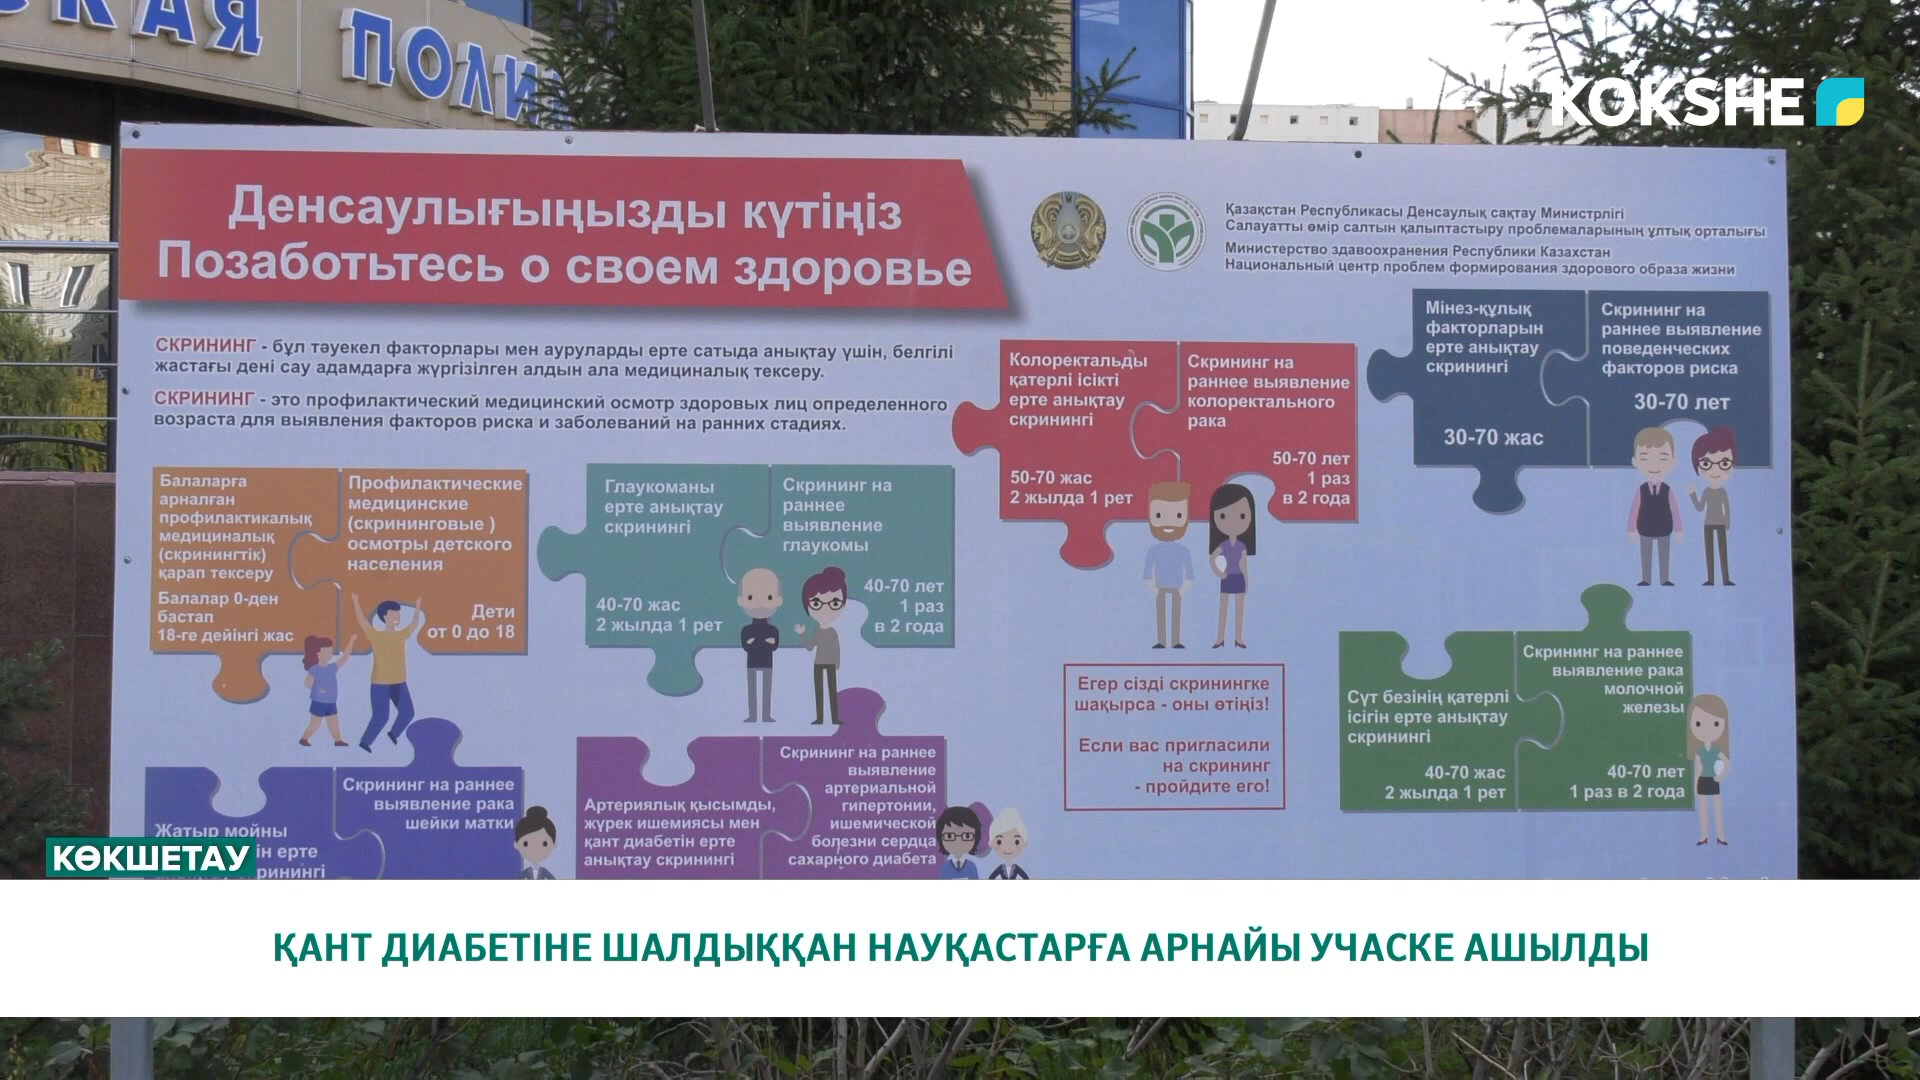 СКАЯ ПОЛИ
KÖKSHE
Денсаулығыңызды күтіңіз
Позаботьтесь о своем здоровье
Қазақстан Республикасы Денсаулық сақтау Министрлігі
Салауатты өмір салтын қалыптастыру проблемаларының ұлтық орталығы
Министерство здравоохранения Республики Казахстан
Национальный центр проблем формирования здорового образа жизни
СКРИНИНГ - бұл тәуекел факторлары мен ауруларды ерте сатыда анықтау үшін, белгілі
жастағы дені сау адамдарға жүргізілген алдын ала медициналық тексеру.
СКРИНИНГ - это профилактический медицинский осмотр здоровых лиц определенного
возраста для выявления факторов риска и заболеваний на ранних стадиях.
Балаларға
арналған
профилактикалық
медициналық
(скринингтік)
қарап тексеру
Балалар 0-ден
бастап
18-ге дейінгі жас
Профилактические
медицинские
(скрининговые )
осмотры детского
населения
Дети
от 0 до 18
Глаукоманы
ерте анықтау
скринингі
40-70 жас
2 жылда 1 рет
Скрининг на
раннее
выявление
глаукомы
40-70 лет
1 раз
в 2 года
Колоректальды
қатерлі ісікті
ерте анықтау
скринингі
50-70 жас
2 жылда 1 рет
Скрининг на
раннее выявление
колоректального
рака
50-70 лет
1 раз
в 2 года
Мінез-құлық
факторларын
ерте анықтау
скринингі
30-70 жас
Скрининг на
раннее выявление
поведенческих
факторов риска
30-70 лет
Жатыр мойны
ін ерте
рининг﻿і
Скрининг на раннее
выявление рака
шейки матки
Артериялық қысымды,
жүрек ишемиясы мен
қант диабетін ерте
анықтау скринингі
Скрининг на раннее
выявление
артериальной
гипертонии,
ишемической
болезни сердца
сахарного диабета
Егер сізді скринингке
шақырса - оны өтіңіз!
Если вас пригласили
на скрининг
- пройдите его!
Сүт безінің қатерлі
ісігін ерте анықтау
скринингі
40-70 жас
2 жылда 1 рет
Скрининг на раннее
выявление рака
молочной
железы
40-70 лет
1 раз в 2 года
КӨКШЕТАУ
ҚАНТ ДИАБЕТІНЕ ШАЛДЫҚҚАН НАУҚАСТАРҒА АРНАЙЫ УЧАСКЕ АШЫЛДЫ